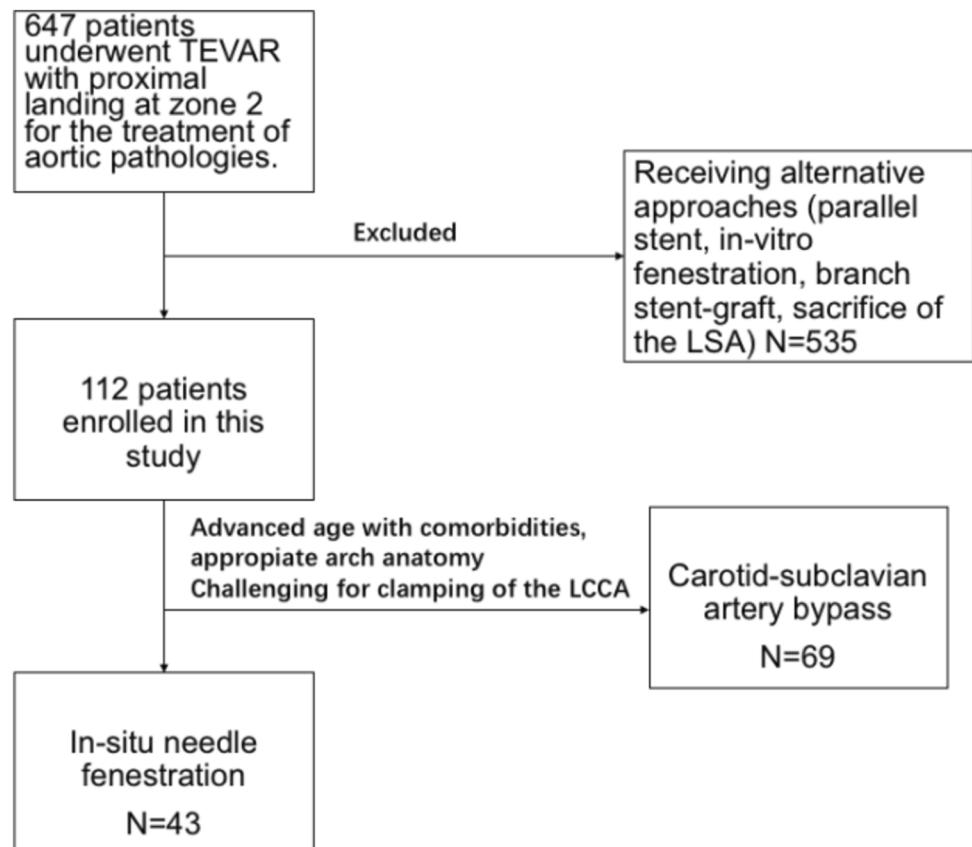 647 patients
underwent TEVAR
with proximal
landing at zone 2
for the treatment of
aortic pathologies.
Excluded
Receiving alternative
approaches (parallel
stent, in-vitro
fenestration, branch
stent-graft, sacrifice of
the LSA) N=535
112 patients
enrolled in this
study
Advanced age with comorbidities,
appropiate arch anatomy
Challenging for clamping of the LCCA
Carotid-subclavian
artery bypass
N=69
In-situ needle
fenestration
N=43